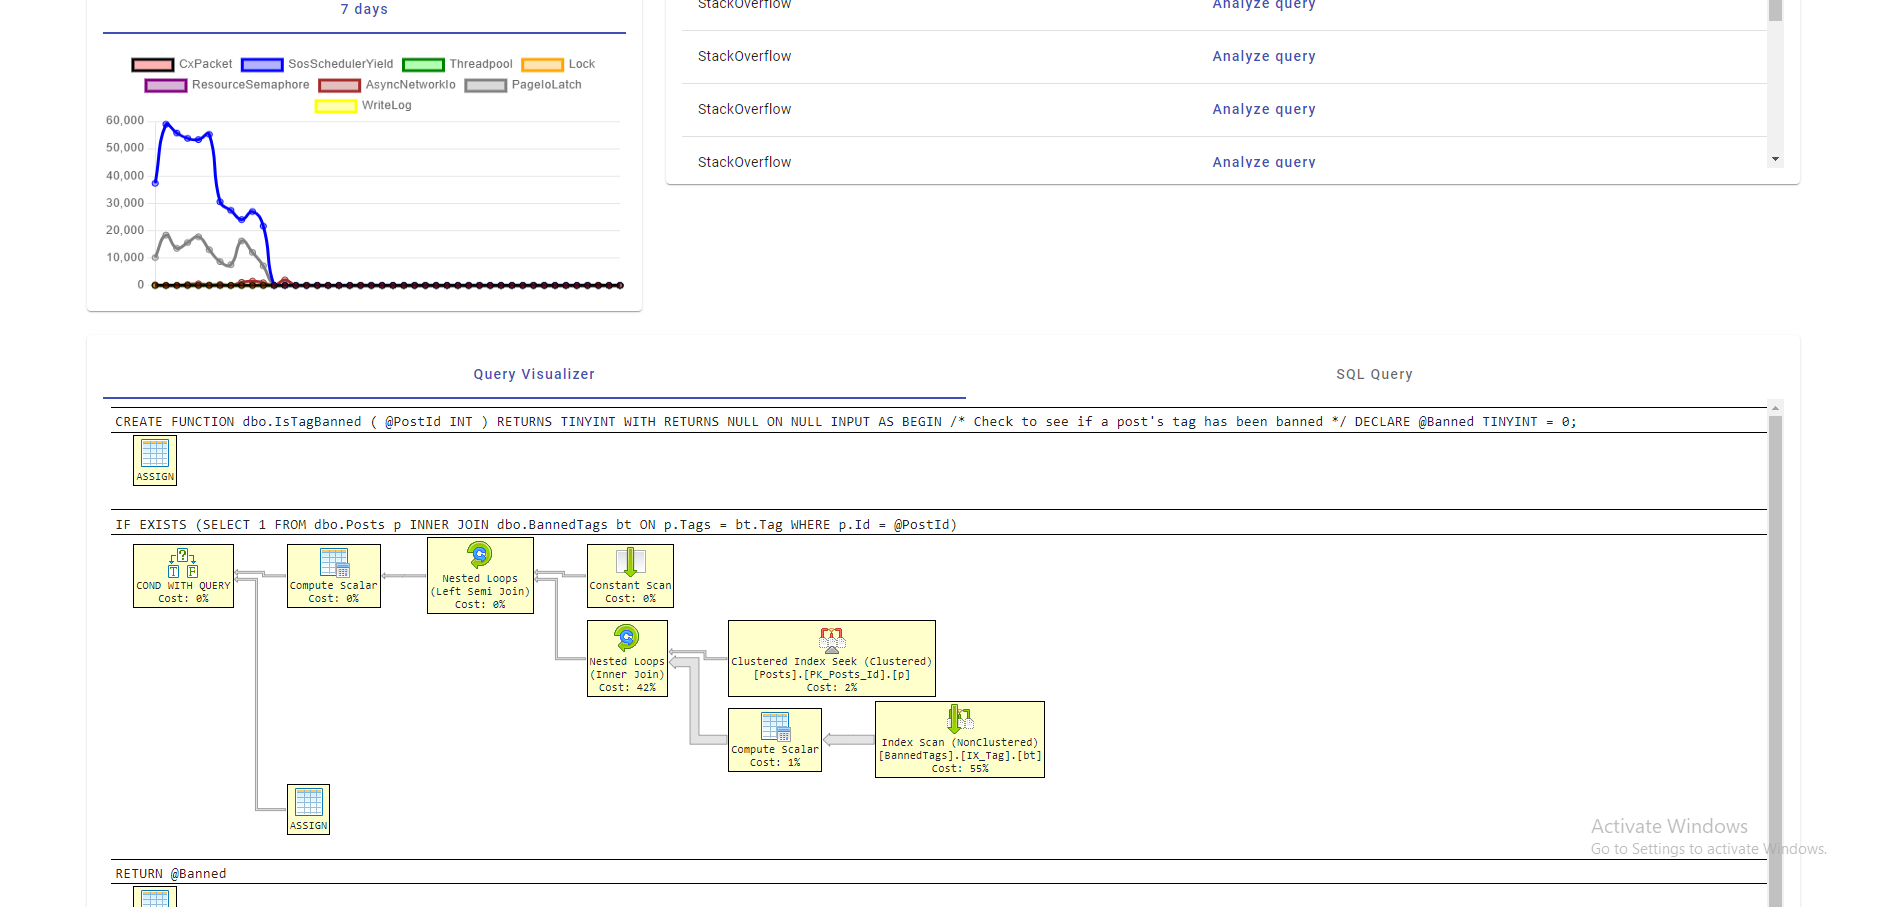 7 days
CxPacket SosSchedulerYield Threadpool Lock
ResourceSemaphore AsyncNetworkIo PageIoLatch
WriteLog
60,000
50,000
40,000
30,000
20,000
10,000
0
StackOverflow Analyze query
StackOverflow Analyze query
StackOverflow Analyze query
StackOverflow Analyze query
Query Visualizer SQL Query
CREATE FUNCTION dbo.IsTagBanned ( @PostId INT ) RETURNS TINYINT WITH RETURNS NULL ON NULL INPUT AS BEGIN /* Check to see if a post's tag has been banned */ DECLARE @Banned TINYINT = 0;
ASSIGN
IF EXISTS (SELECT 1 FROM dbo.Posts p INNER JOIN dbo.BannedTags bt ON p.Tags = bt.Tag WHERE p.Id = @PostId)
? T F
COND WITH QUERY
Cost: 0%
Compute Scalar
Cost: 0%
Nested Loops
(Left Semi Join)
Cost: 0%
Constant Scan
Cost: 0%
Nested Loops
(Inner Join)
Cost: 42%
Clustered Index Seek (Clustered)
[Posts].[PK_Posts_Id].[p]
Cost: 2%
Compute Scalar
Cost: 1%
Index Scan (NonClustered)
[BannedTags].[IX_Tag].[bt]
Cost: 55%
ASSIGN
RETURN @Banned
Activate Windows
Go to Settings to activate Windows.